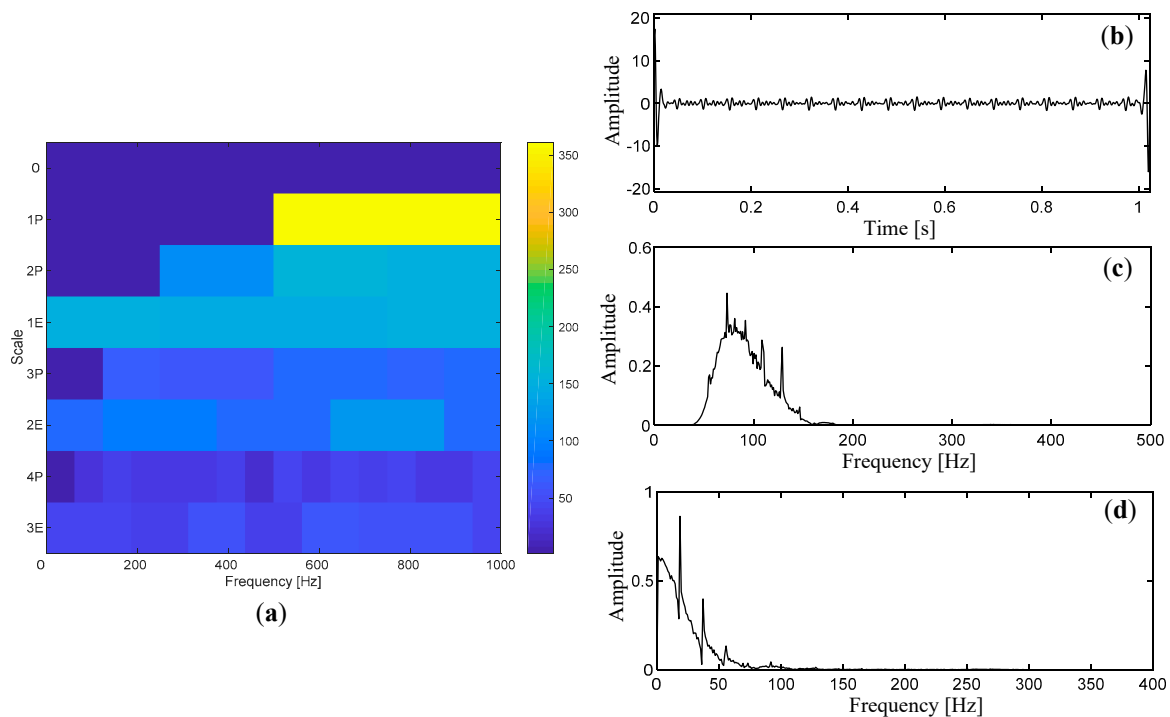 0
1P
2P
1E
3P
2E
4P
3E
Scale
0 200 400 600 800 1000
Frequency [Hz]
350
300
250
200
150
100
50
(a)
(b)
20
10
0
-10
-20
Amplitude
0 0.2 0.4 0.6 0.8 1
Time [s]
(c)
0.6
0.4
0.2
0
Amplitude
0 100 200 300 400 500
Frequency [Hz]
(d)
1
0.5
0
Amplitude
0 50 100 150 200 250 300 350 400
Frequency [Hz]